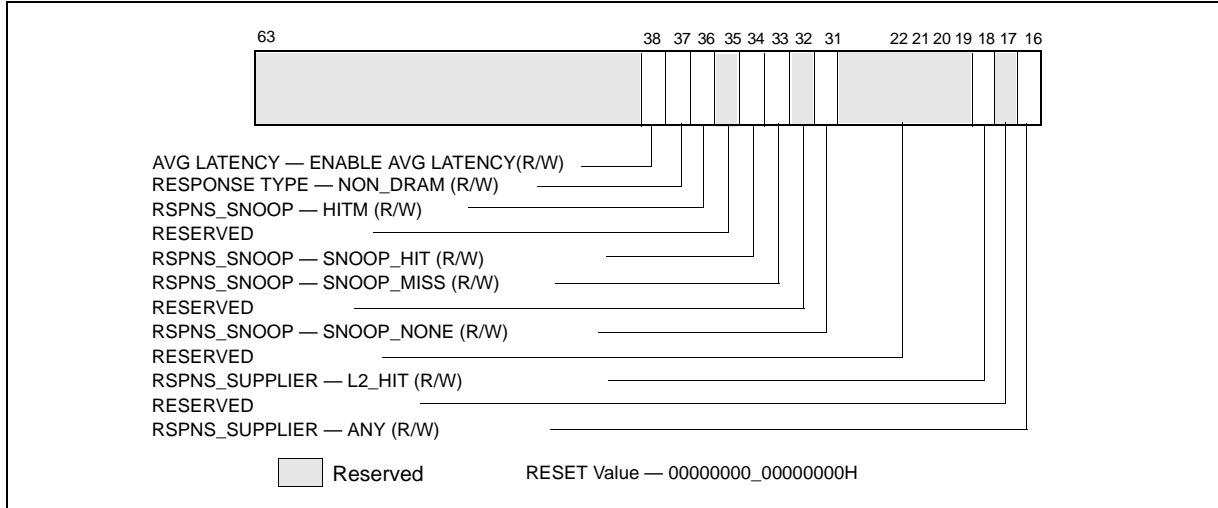 63 38 37 36 35 34 33 32 31 22 21 20 19 18 17 16
AVG LATENCY — ENABLE AVG LATENCY(R/W)
RESPONSE TYPE — NON_DRAM (R/W)
RSPNS_SNOOP — HITM (R/W)
RESERVED
RSPNS_SNOOP — SNOOP_HIT (R/W)
RSPNS_SNOOP — SNOOP_MISS (R/W)
RESERVED
RSPNS_SNOOP — SNOOP_NONE (R/W)
RESERVED
RSPNS_SUPPLIER — L2_HIT (R/W)
RESERVED
RSPNS_SUPPLIER — ANY (R/W)
Reserved RESET Value — 00000000_00000000H